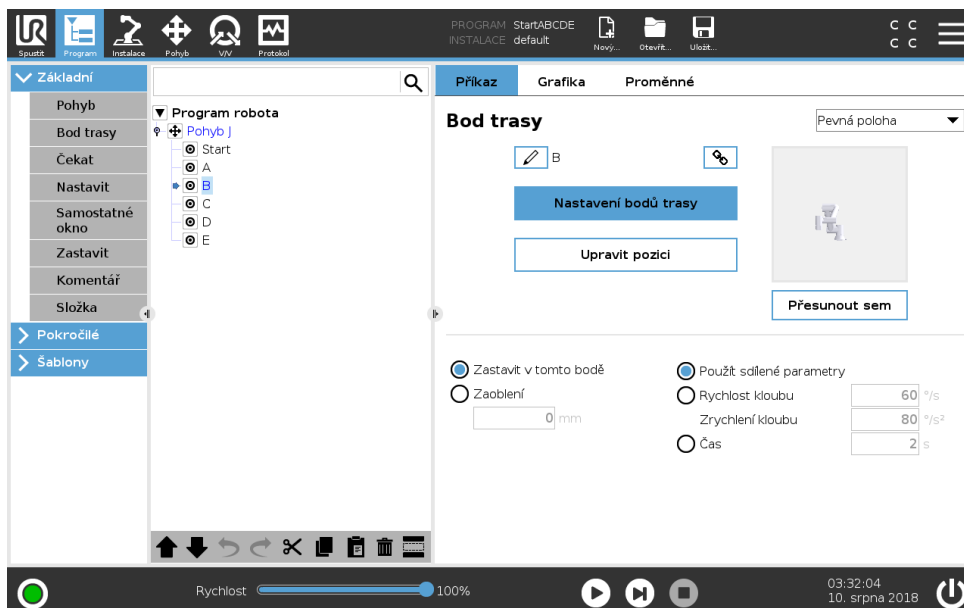 Spustit
Program
Instalace
Pohyb
V/V
Protokol
PROGRAM StartABCDE
INSTALACE default
Nový...
Otevřít...
Uložit...
C C
C C
Základní
Pohyb
Bod trasy
Čekat
Nastavit
Samostatné
okno
Zastavit
Komentář
Složka
Pokročilé
Šablony
Program robota
Pohyb J
Start
A
B
C
D
E
Příkaz
Grafika
Proměnné
Bod trasy
Pevná poloha
B
Nastavení bodů trasy
Upravit pozici
Přesunout sem
Zastavit v tomto bodě
Zaoblení
0 mm
Použít sdílené parametry
Rychlost kloubu 60 °/s
Zrychlení kloubu 80 °/s²
Čas 2 s
Rychlost 100%
03:32:04
10. srpna 2018